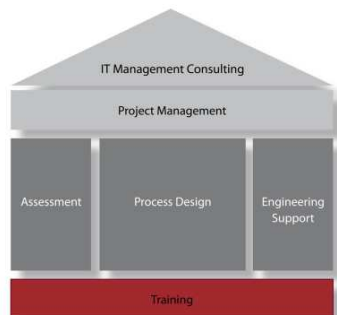 IT Management Consulting
Project Management
Assessment
Process Design
Engineering
Support
Training